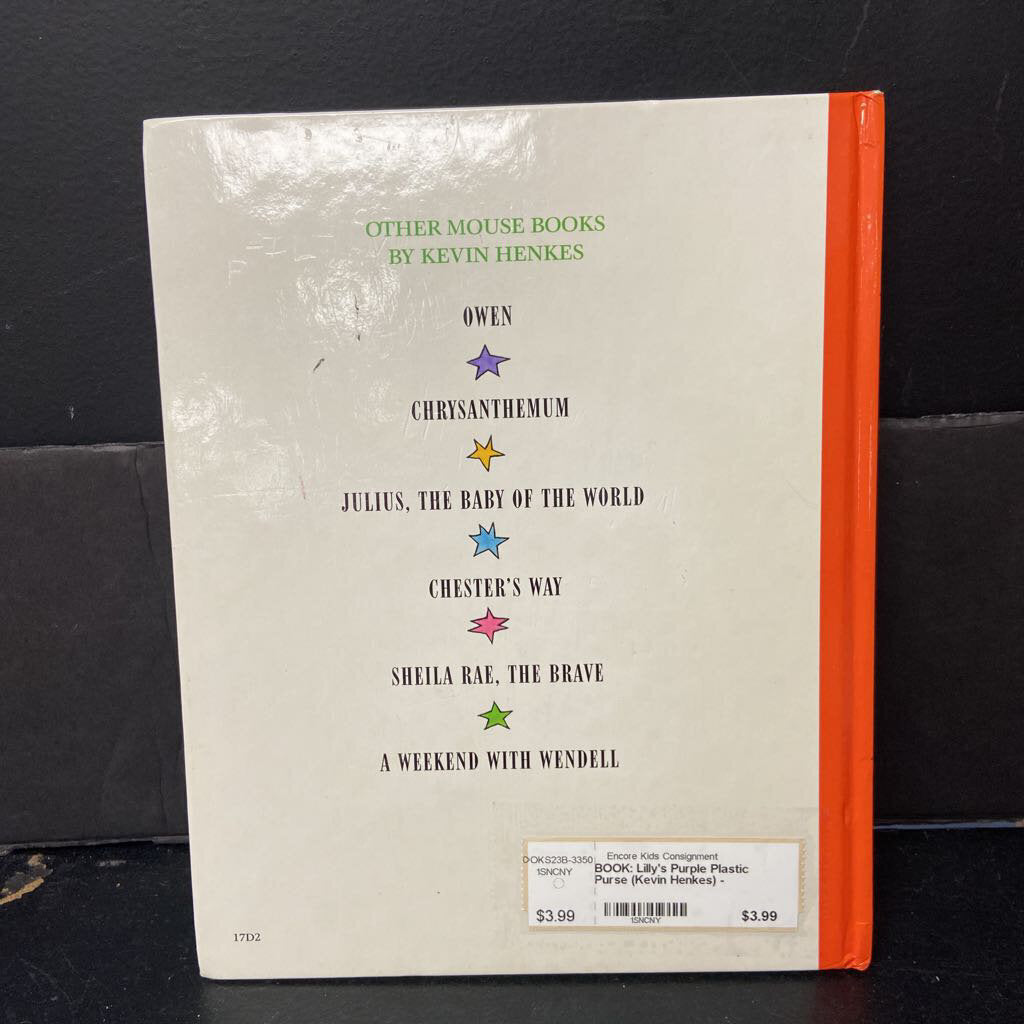 OTHER MOUSE BOOKS
BY KEVIN HENKES
OWEN
CHRYSANTHEMUM
JULIUS, THE BABY OF THE WORLD
CHESTER'S WAY
SHEILA RAE, THE BRAVE
A WEEKEND WITH WENDELL
OKS23B-3350
1SNCNY
$3.99
Encore Kids Consignment
BOOK: Lilly's Purple Plastic
Purse (Kevin Henkes) -
1SNCNY
$3.99
17D2